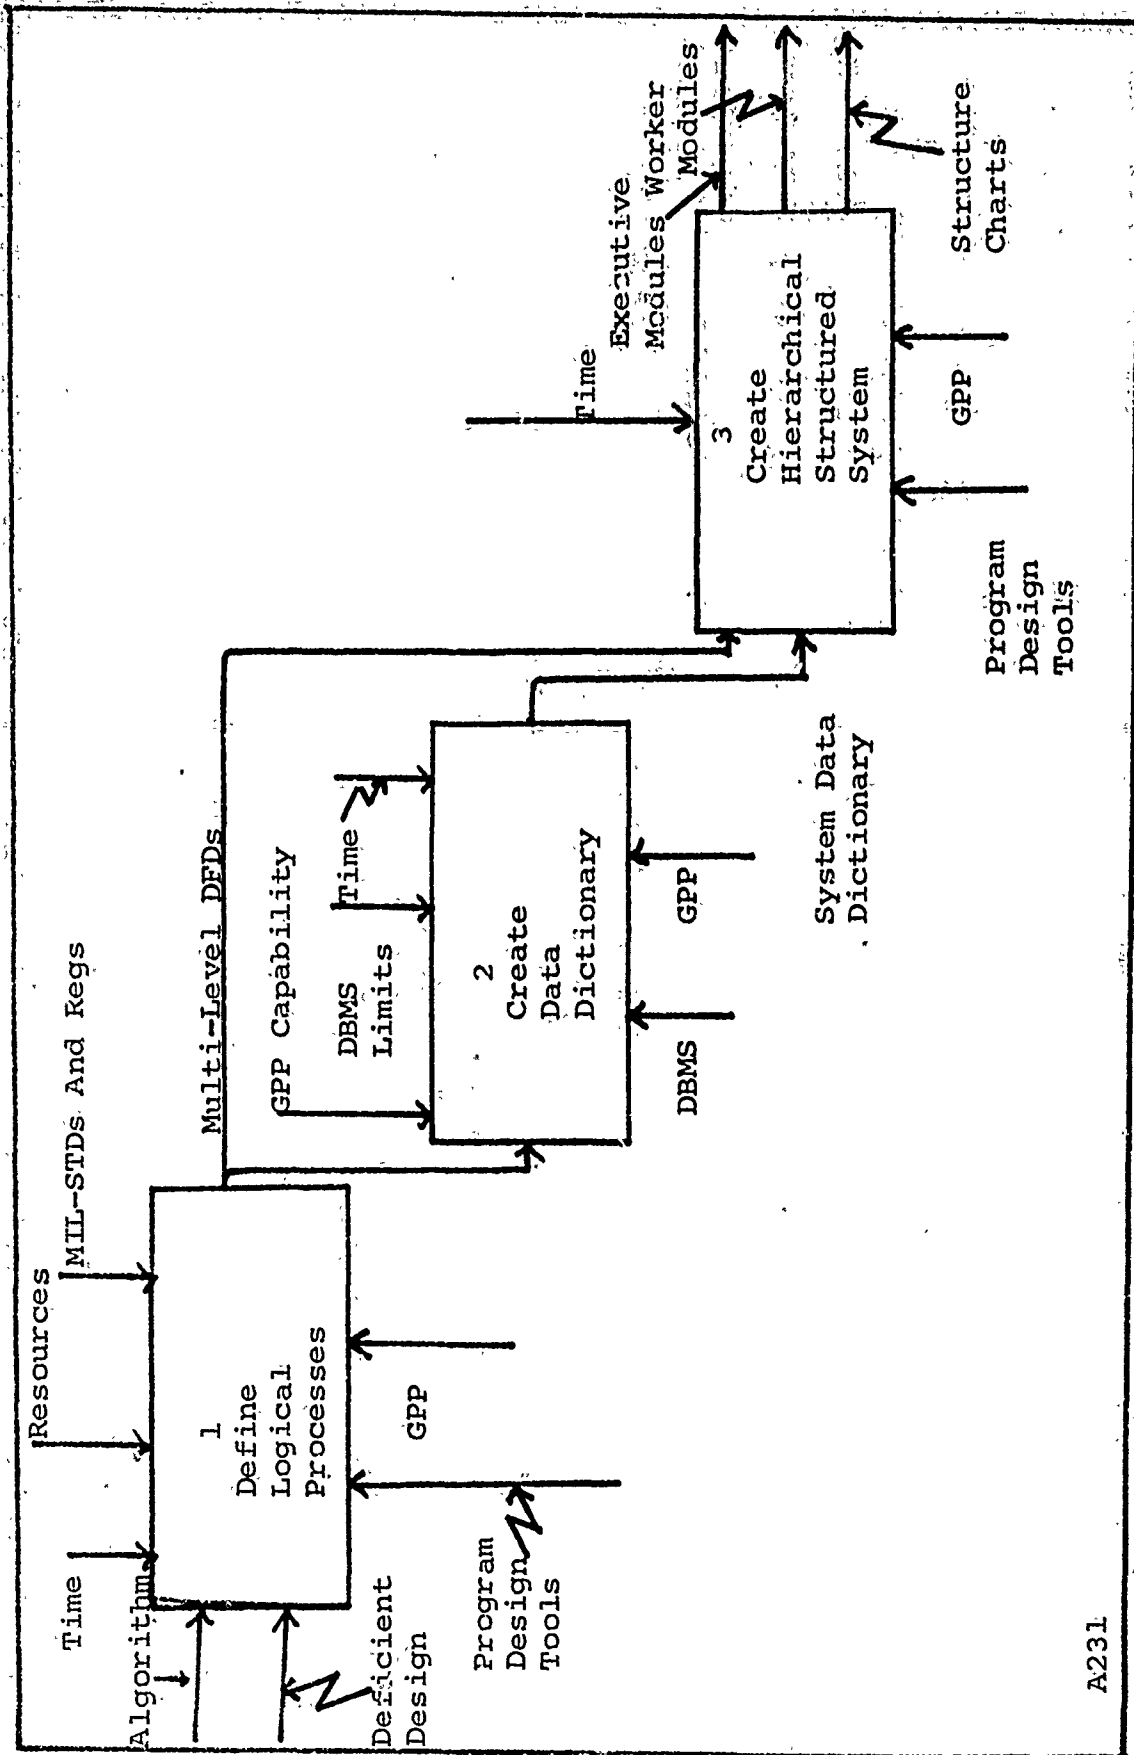 Time
Resources
MIL-STDs And Regs
Algorithm
Deficient
Design
1
Define
Logical
Processes
Program
Design
Tools
GPP
Multi-Level DFDs
GPP Capability
DBMS
Limits
Time
2
Create
Data
Dictionary
DBMS
GPP
System Data
Dictionary
Time
Executive
Modules
Worker
Modules
3
Create
Hierarchical
Structured
System
Program
Design
Tools
GPP
Structure
Charts
A231